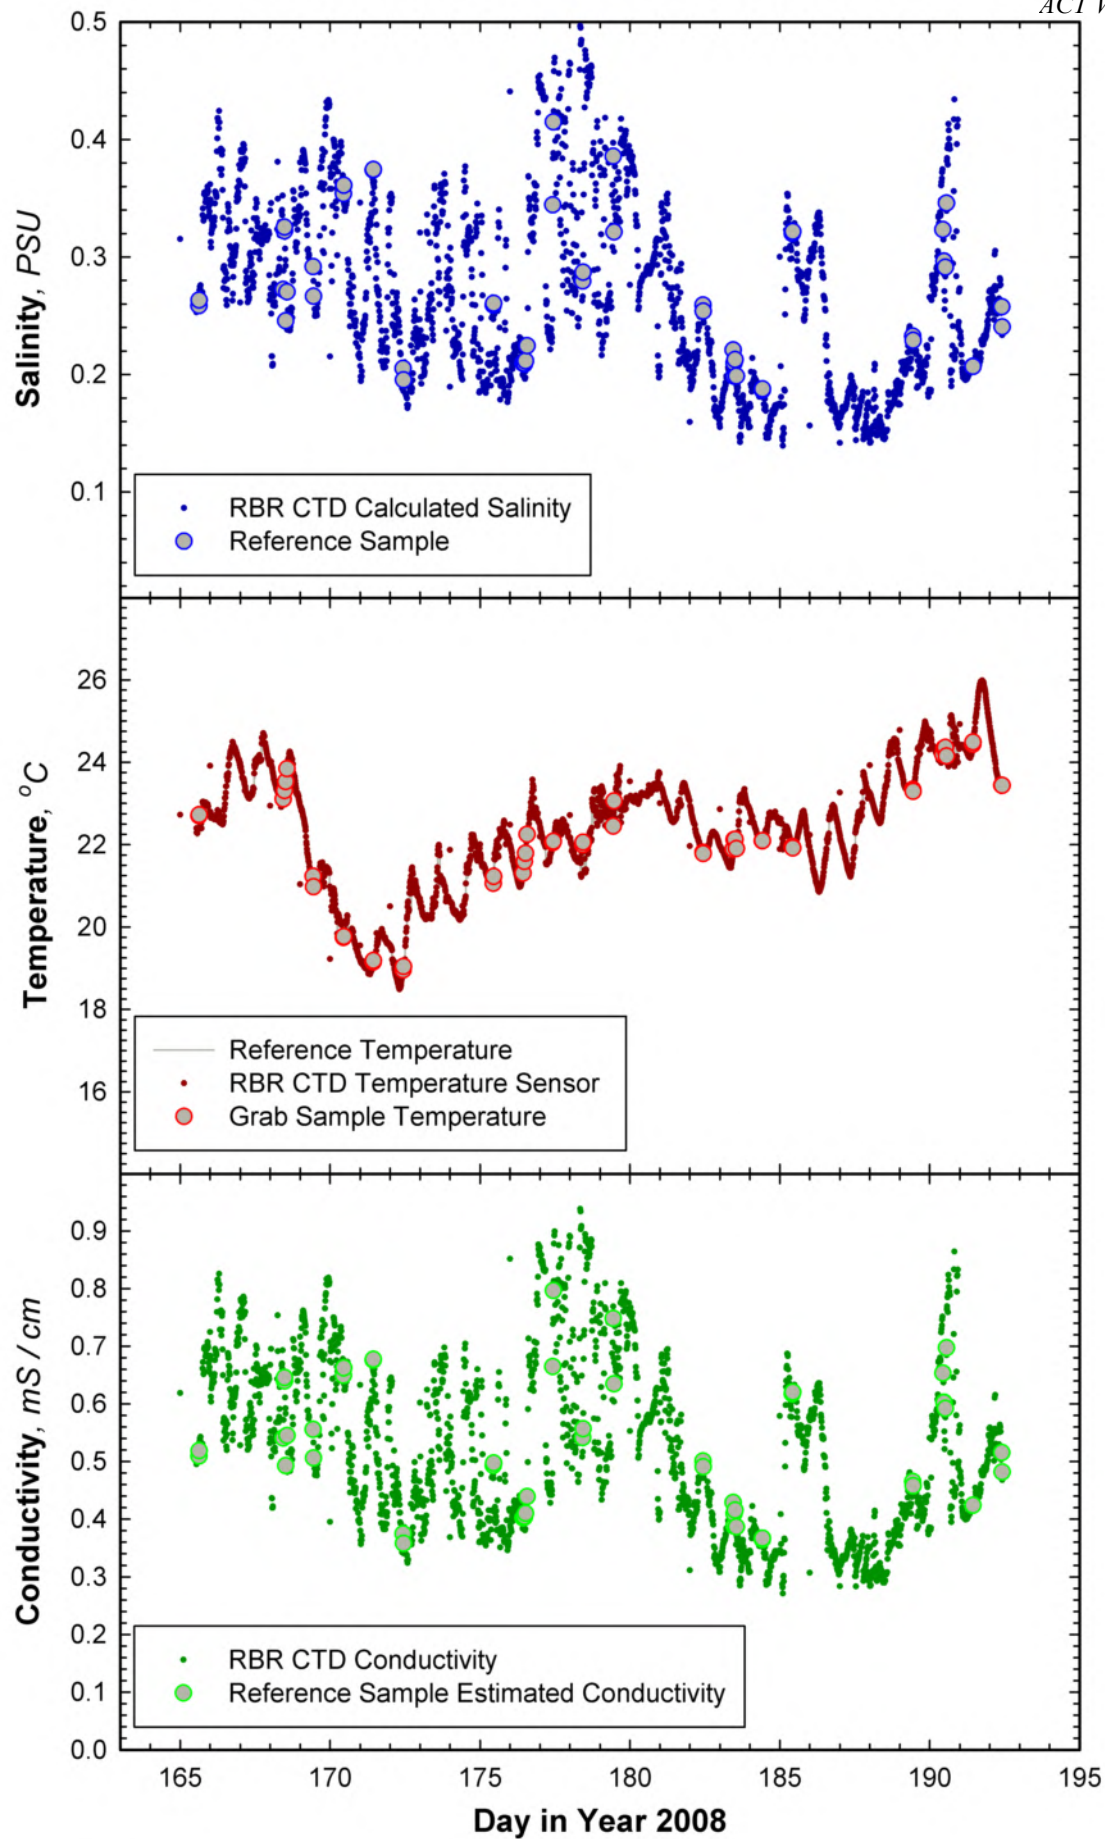 ACT V
0.5
0.4
0.3
0.2
0.1
Salinity, PSU
RBR CTD Calculated Salinity
Reference Sample
26
24
22
20
18
16
Temperature, °C
Reference Temperature
RBR CTD Temperature Sensor
Grab Sample Temperature
0.9
0.8
0.7
0.6
0.5
0.4
0.3
0.2
0.1
0.0
Conductivity, mS / cm
RBR CTD Conductivity
Reference Sample Estimated Conductivity
165 170 175 180 185 190 195
Day in Year 2008